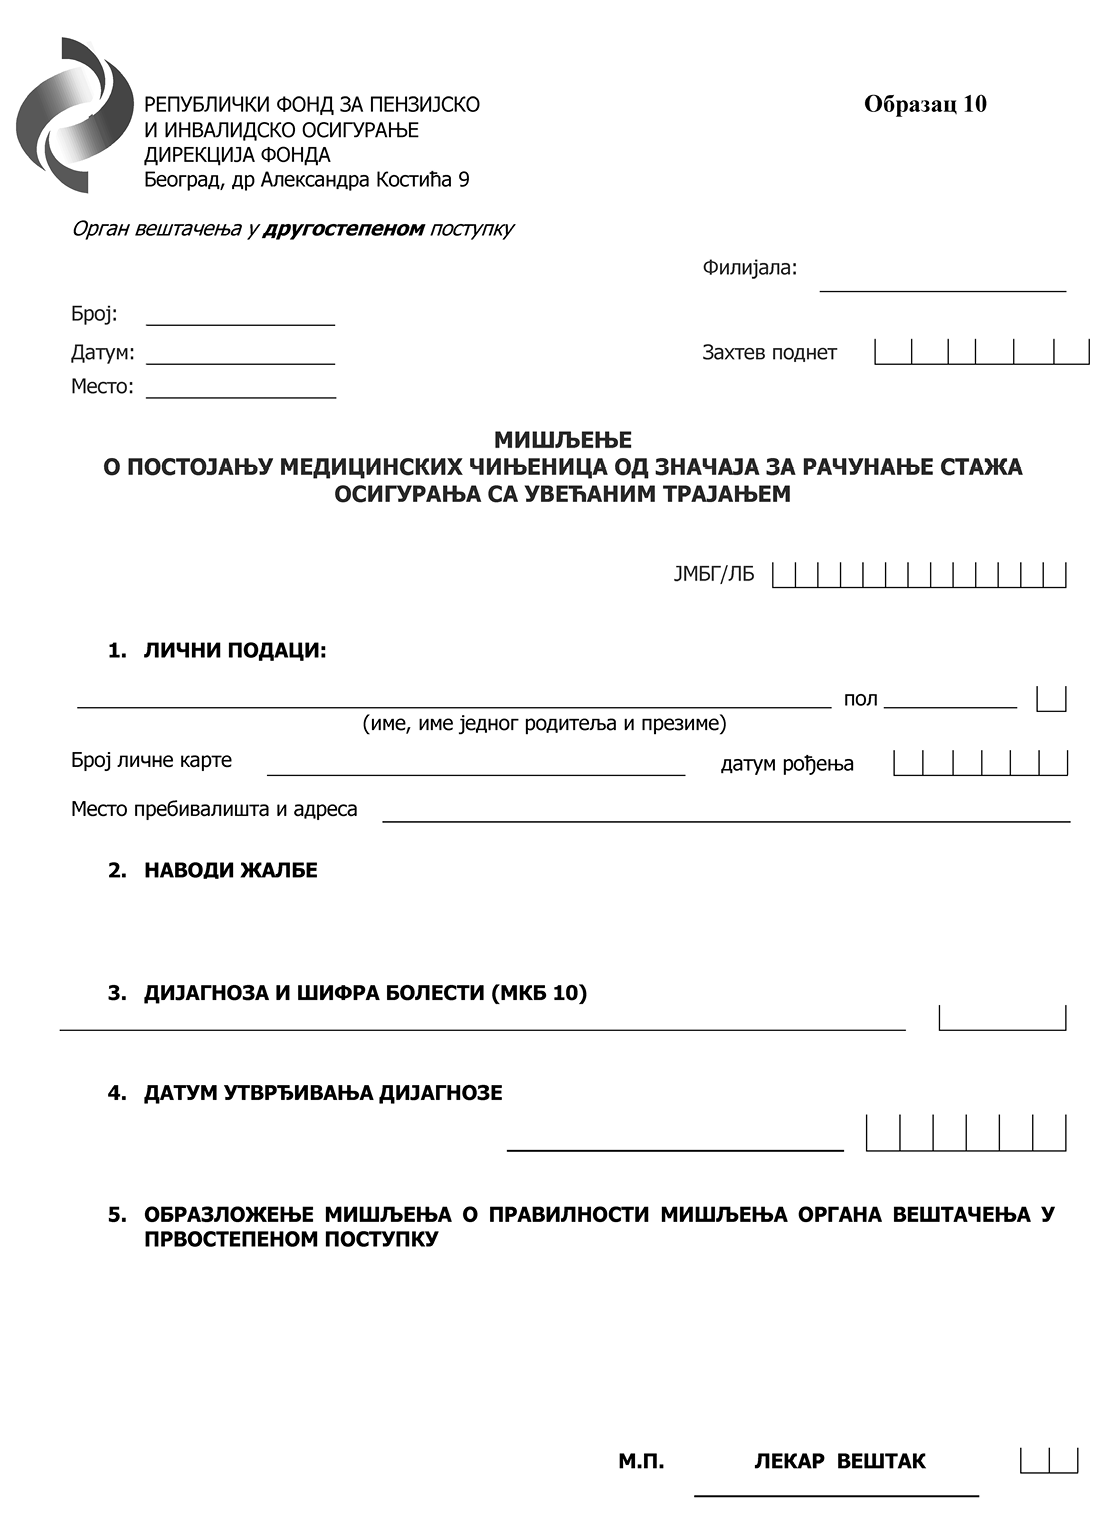 РЕПУБЛИЧКИ ФОНД ЗА ПЕНЗИЈСКО
И ИНВАЛИДСКО ОСИГУРАЊЕ
ДИРЕКЦИЈА ФОНДА
Београд, др Александра Костића 9
Образац 10
Орган вештачења у другостепеном поступку
Филијала:
Број:
Датум:
Захтев поднет
Место:
МИШЉЕЊЕ
О ПОСТОЈАЊУ МЕДИЦИНСКИХ ЧИЊЕНИЦА ОД ЗНАЧАЈА ЗА РАЧУНАЊЕ СТАЖА
ОСИГУРАЊА СА УВЕЋАНИМ ТРАЈАЊЕМ
ЈМБГ/ЛБ
1. ЛИЧНИ ПОДАЦИ:
пол
(име, име једног родитеља и презиме)
Број личне карте
датум рођења
Место пребивалишта и адреса
2. НАВОДИ ЖАЛБЕ
3. ДИЈАГНОЗА И ШИФРА БОЛЕСТИ (МКБ 10)
4. ДАТУМ УТВРЂИВАЊА ДИЈАГНОЗЕ
5. ОБРАЗЛОЖЕЊЕ МИШЉЕЊА О ПРАВИЛНОСТИ МИШЉЕЊА ОРГАНА ВЕШТАЧЕЊА У
ПРВОСТЕПЕНОМ ПОСТУПКУ
М.П. ЛЕКАР ВЕШТАК